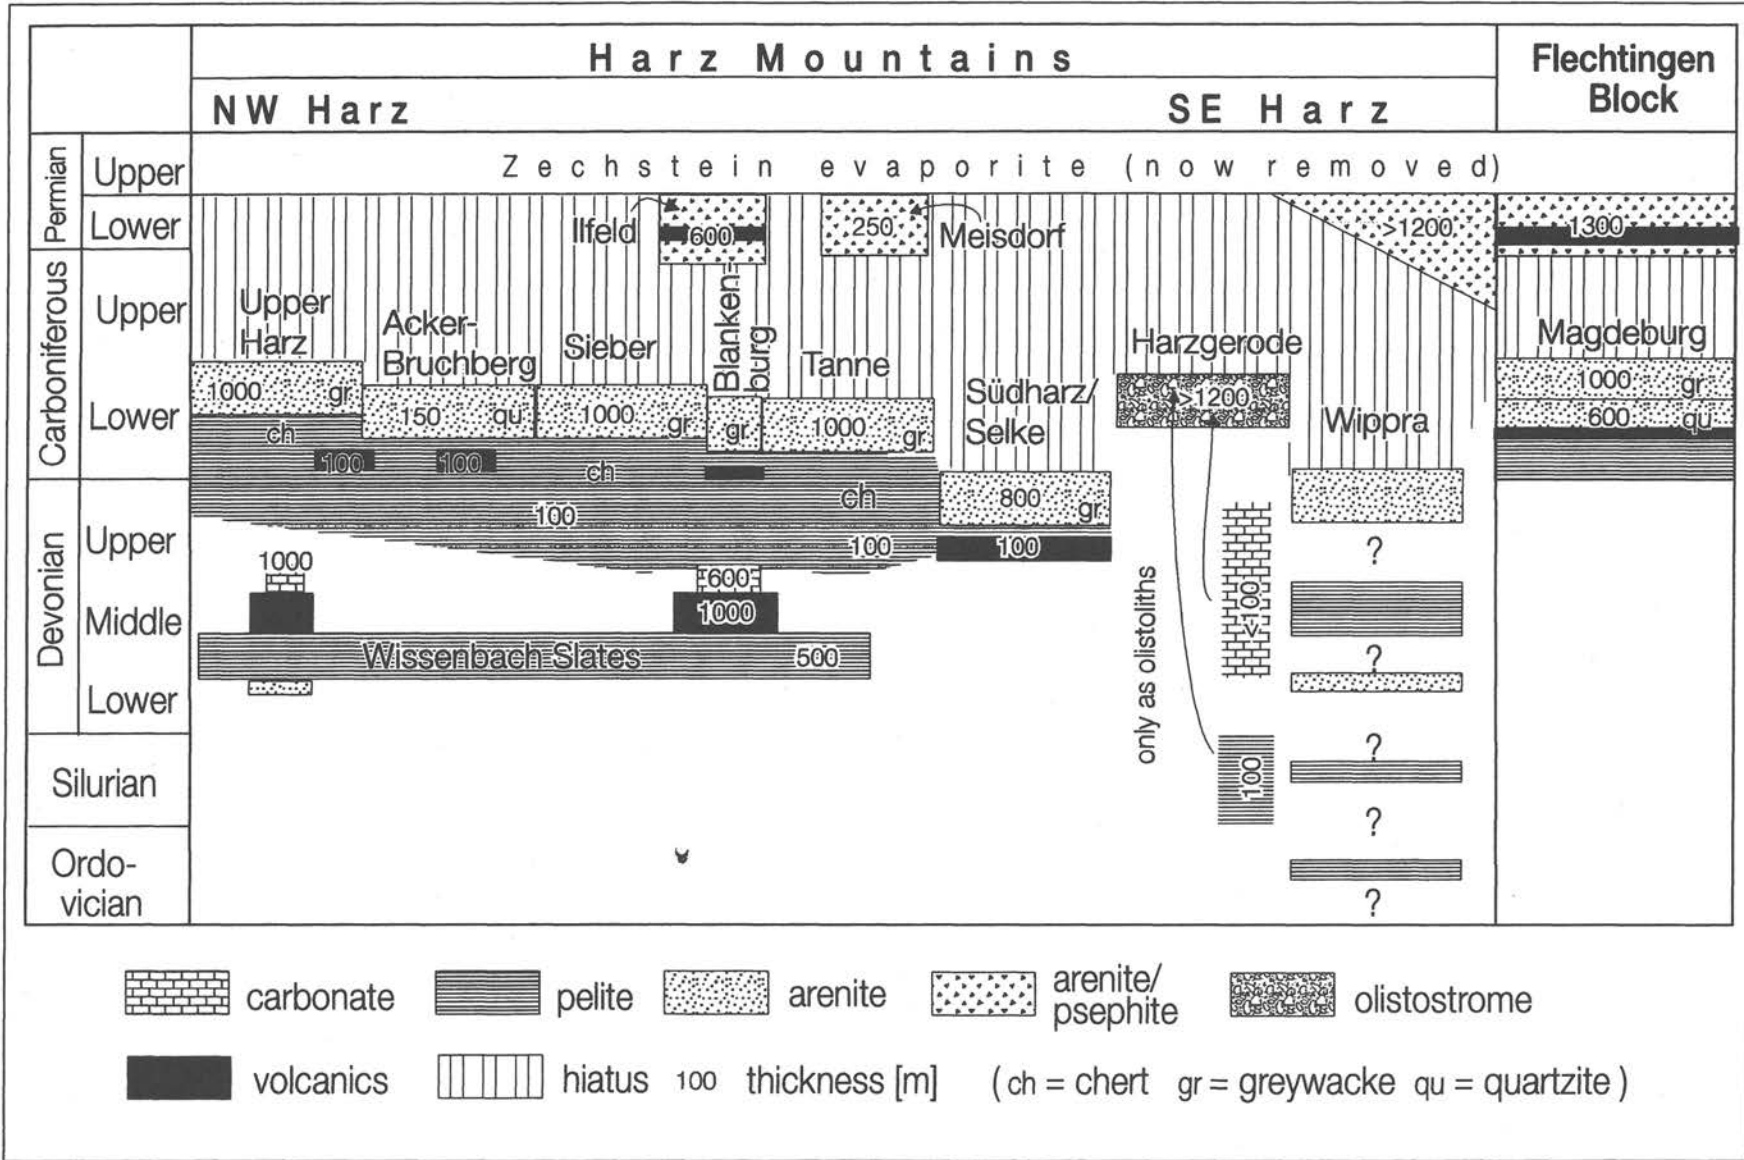 Harz Mountains
Flechtingen
Block
NW Harz
SE Harz
Permian
Upper
Zechstein evaporite (now removed)
Lower
Ilfeld
600
250
Meisdorf
>1200
1300
Carboniferous
Upper
Upper
Harz
Acker-
Bruchberg
Sieber
Blanken-
burg
Tanne
Harzgerode
Magdeburg
Lower
1000 gr
150 qu
1000 gr
gr
1000 gr
Südharz/
Selke
>1200
Wippra
1000 gr
600 qu
ch
100
100
ch
Devonian
ch
100
800 gr
Upper
100
100
?
1000
600
only as olistoliths
<100
Middle
1000
Wissenbach Slates 500
?
Lower
?
Silurian
100
?
Ordo-
vician
?
carbonate
pelite
arenite
arenite/
psephite
olistostrome
volcanics
hiatus
100 thickness [m]
(ch = chert gr = greywacke qu = quartzite)